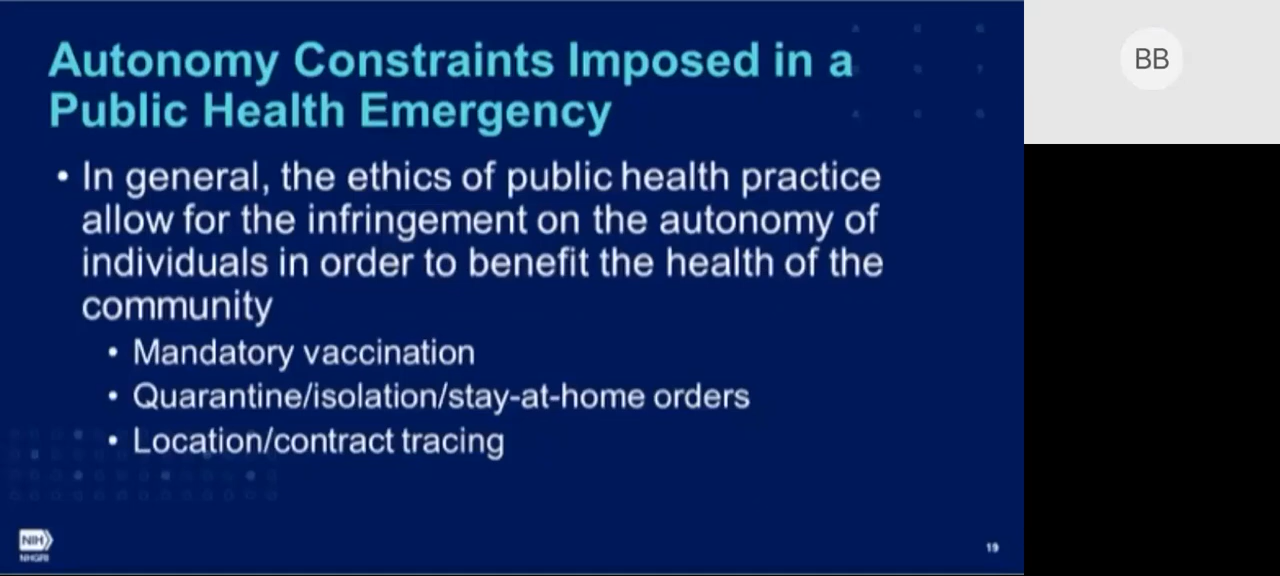 Autonomy Constraints Imposed in a
Public Health Emergency
• In general, the ethics of public health practice
allow for the infringement on the autonomy of
individuals in order to benefit the health of the
community
• Mandatory vaccination
• Quarantine/isolation/stay-at-home orders
• Location/contract tracing
NIH
NHGRI
19
BB